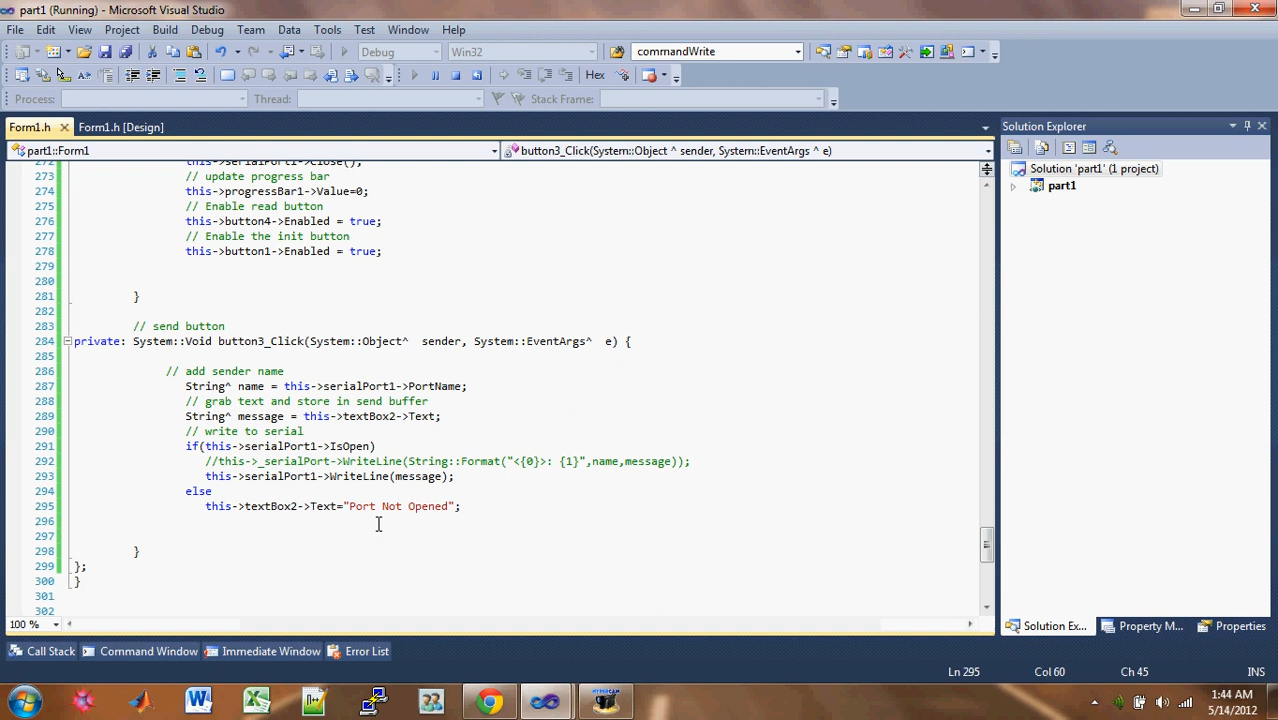 part1 (Running) - Microsoft Visual Studio
File Edit View Project Build Debug Team Data Tools Test Window Help
Debug Win32 commandWrite
Hex
Process: Thread: Stack Frame:
Form1.h Form1.h [Design]
part1::Form1 button3_Click(System::Object ^ sender, System::EventArgs ^ e)
272 this->serialPort1->Close();
273 // update progress bar
274 this->progressBar1->Value=0;
275 // Enable read button
276 this->button4->Enabled = true;
277 // Enable the init button
278 this->button1->Enabled = true;
279
280
281 }
282
283 // send button
284 private: System::Void button3_Click(System::Object^ sender, System::EventArgs^ e) {
285
286 // add sender name
287 String^ name = this->serialPort1->PortName;
288 // grab text and store in send buffer
289 String^ message = this->textBox2->Text;
290 // write to serial
291 if(this->serialPort1->IsOpen)
292 //this->_serialPort->WriteLine(String::Format("<{0}>: {1}",name,message));
293 this->serialPort1->WriteLine(message);
294 else
295 this->textBox2->Text="Port Not Opened";
296
297
298 }
299 };
300 }
301
302
100 %
Solution Explorer
Solution 'part1' (1 project)
part1
Solution Ex... Property M... Properties
Call Stack Command Window Immediate Window Error List
Ln 295 Col 60 Ch 45 INS
HYPERCAM
1:44 AM
5/14/2012